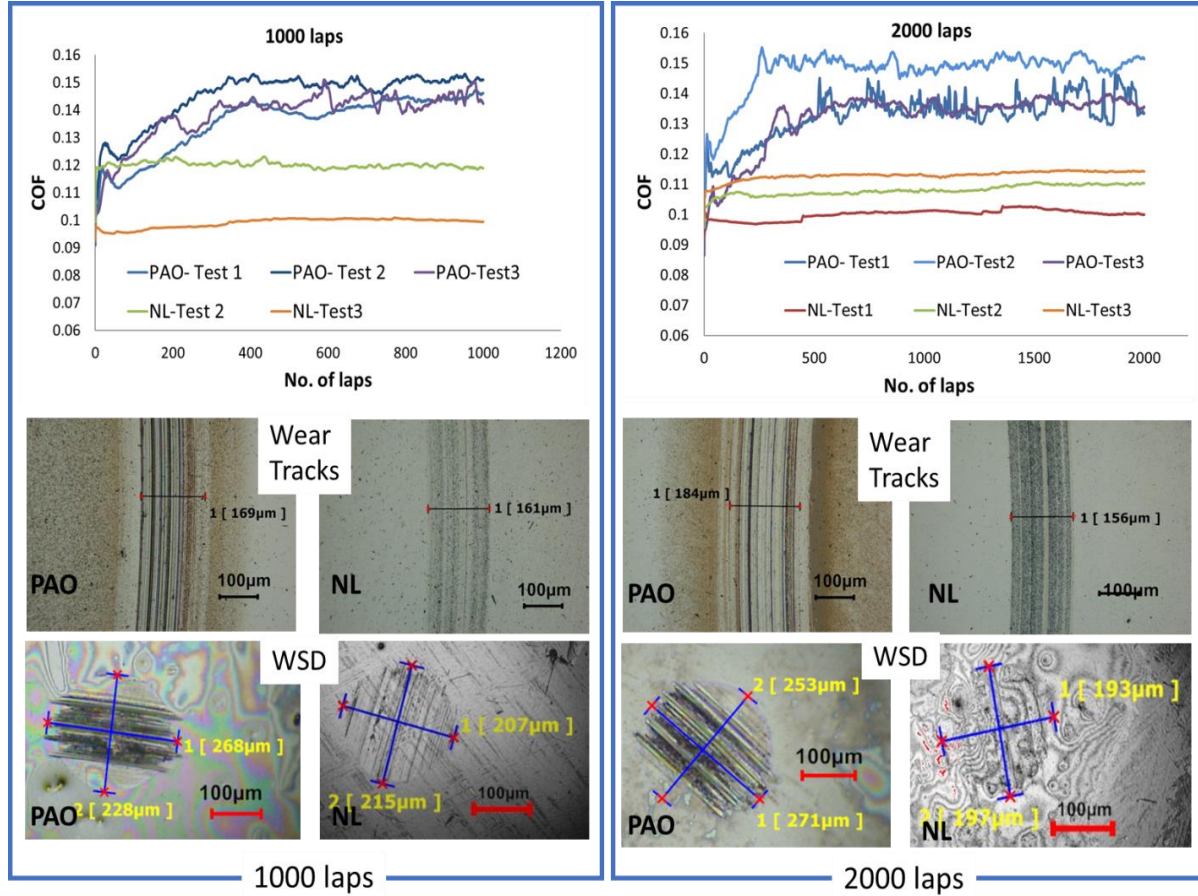 1000 laps
0.16
0.15
0.14
0.13
0.12
0.11
0.1
0.09
0.08
0.07
0.06
COF
PAO- Test 1 PAO- Test 2 PAO-Test3
NL-Test 2 NL-Test3
0 200 400 600 800 1000 1200
No. of laps
Wear
Tracks
1 [ 169μm ]
PAO
100μm
1 [ 161μm ]
NL
100μm
WSD
1 [ 268μm ]
2 [ 228μm ]
PAO
100μm
1 [ 207μm ]
2 [ 215μm ]
NL
100μm
1000 laps
2000 laps
0.16
0.15
0.14
0.13
0.12
0.11
0.1
0.09
0.08
0.07
0.06
COF
PAO- Test1 PAO-Test2 PAO-Test3
NL-Test1 NL-Test2 NL-Test3
0 500 1000 1500 2000
No. of laps
Wear
Tracks
1 [ 184μm ]
PAO
100μm
1 [ 156μm ]
NL
100μm
WSD
2 [ 253μm ]
1 [ 271μm ]
PAO
100μm
1 [ 193μm ]
2 [ 197μm ]
NL
100μm
2000 laps